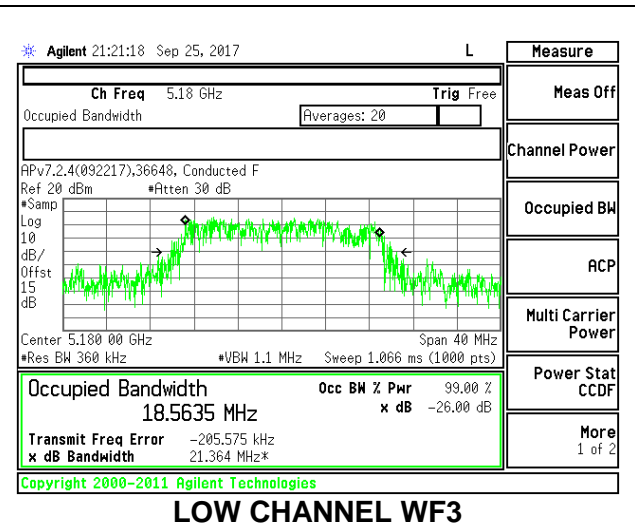 Agilent 21:21:18 Sep 25, 2017 L
Measure
Ch Freq 5.18 GHz Trig Free
Occupied Bandwidth Averages: 20
Meas Off
Channel Power
Occupied BW
ACP
Multi Carrier
Power
Power Stat
CCDF
More
1 of 2
APv7.2.4(092217),36648, Conducted F
Ref 20 dBm #Atten 30 dB
#Samp
Log
10
dB/
Offst
15
dB
Center 5.180 00 GHz Span 40 MHz
#Res BW 360 kHz #VBW 1.1 MHz Sweep 1.066 ms (1000 pts)
Occupied Bandwidth Occ BW % Pwr 99.00 %
18.5635 MHz x dB -26.00 dB
Transmit Freq Error -205.575 kHz
x dB Bandwidth 21.364 MHz*
Copyright 2000-2011 Agilent Technologies
LOW CHANNEL WF3